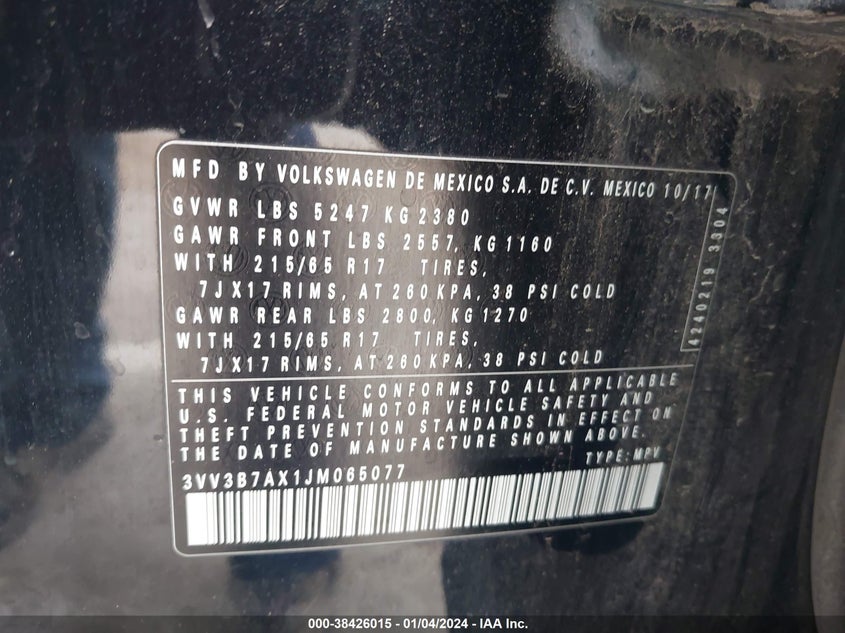 MFD BY VOLKSWAGEN DE MEXICO S.A. DE C.V. MEXICO 10/17
GVWR LBS 5247 KG 2380
GAWR FRONT LBS 2557, KG 1160
WITH 215/65 R17 TIRES,
7JX17 RIMS, AT 260 KPA, 38 PSI COLD
GAWR REAR LBS 2800, KG 1270
WITH 215/65 R17 TIRES,
7JX17 RIMS, AT 260 KPA, 38 PSI COLD
4240219 3304
THIS VEHICLE CONFORMS TO ALL APPLICABLE
U.S. FEDERAL MOTOR VEHICLE SAFETY AND
THEFT PREVENTION STANDARDS IN EFFECT ON
THE DATE OF MANUFACTURE SHOWN ABOVE.
TYPE: MPV
3VV3B7AX1JM065077
000-38426015 — 01/04/2024 — IAA Inc.